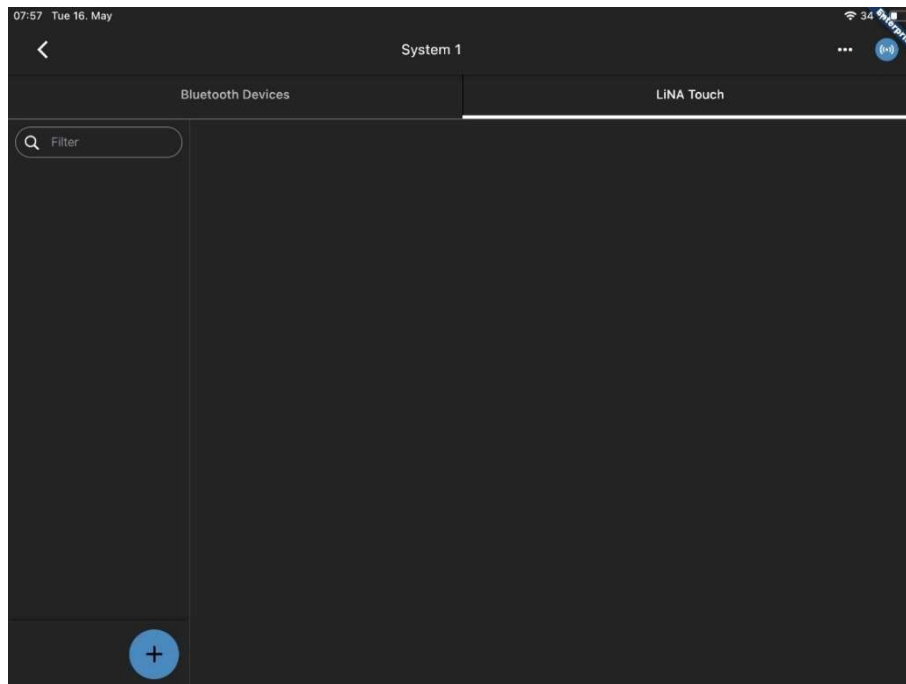 07:57 Tue 16. May
34
System 1
Bluetooth Devices
LiNA Touch
Filter